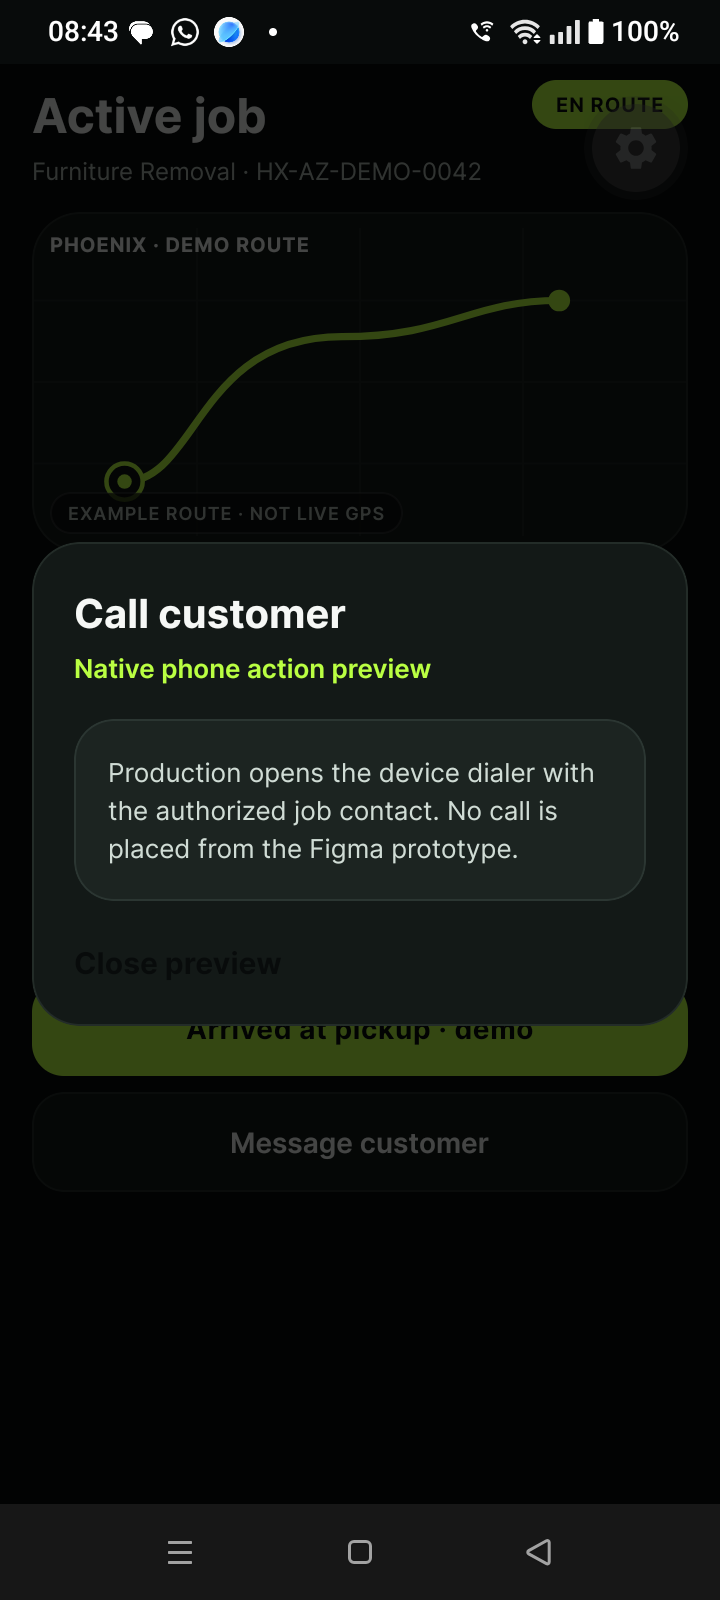 08:43
100%
Active job
EN ROUTE
Furniture Removal · HX-AZ-DEMO-0042
PHOENIX · DEMO ROUTE
EXAMPLE ROUTE · NOT LIVE GPS
Call customer
Native phone action preview
Production opens the device dialer with
the authorized job contact. No call is
placed from the Figma prototype.
Close preview
Arrived at pickup · demo
Message customer